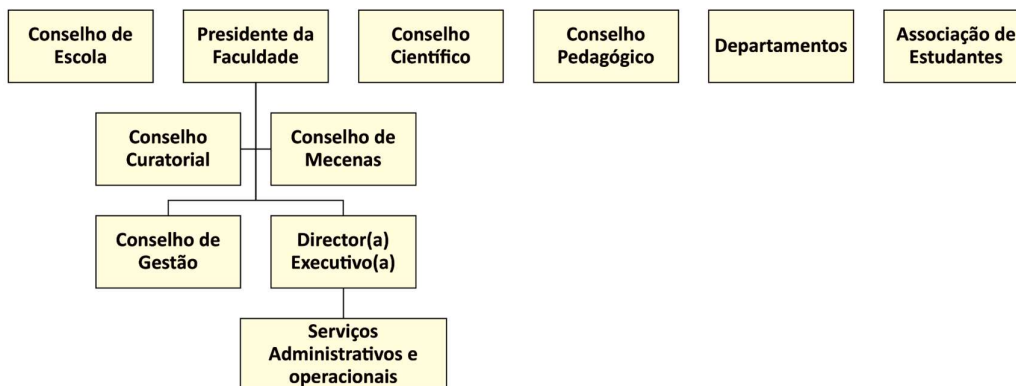 Conselho de
Escola
Presidente da
Faculdade
Conselho
Científico
Conselho
Pedagógico
Departamentos
Associação de
Estudantes
Conselho
Curatorial
Conselho de
Mecenas
Conselho de
Gestão
Director(a)
Executivo(a)
Serviços
Administrativos e
operacionais